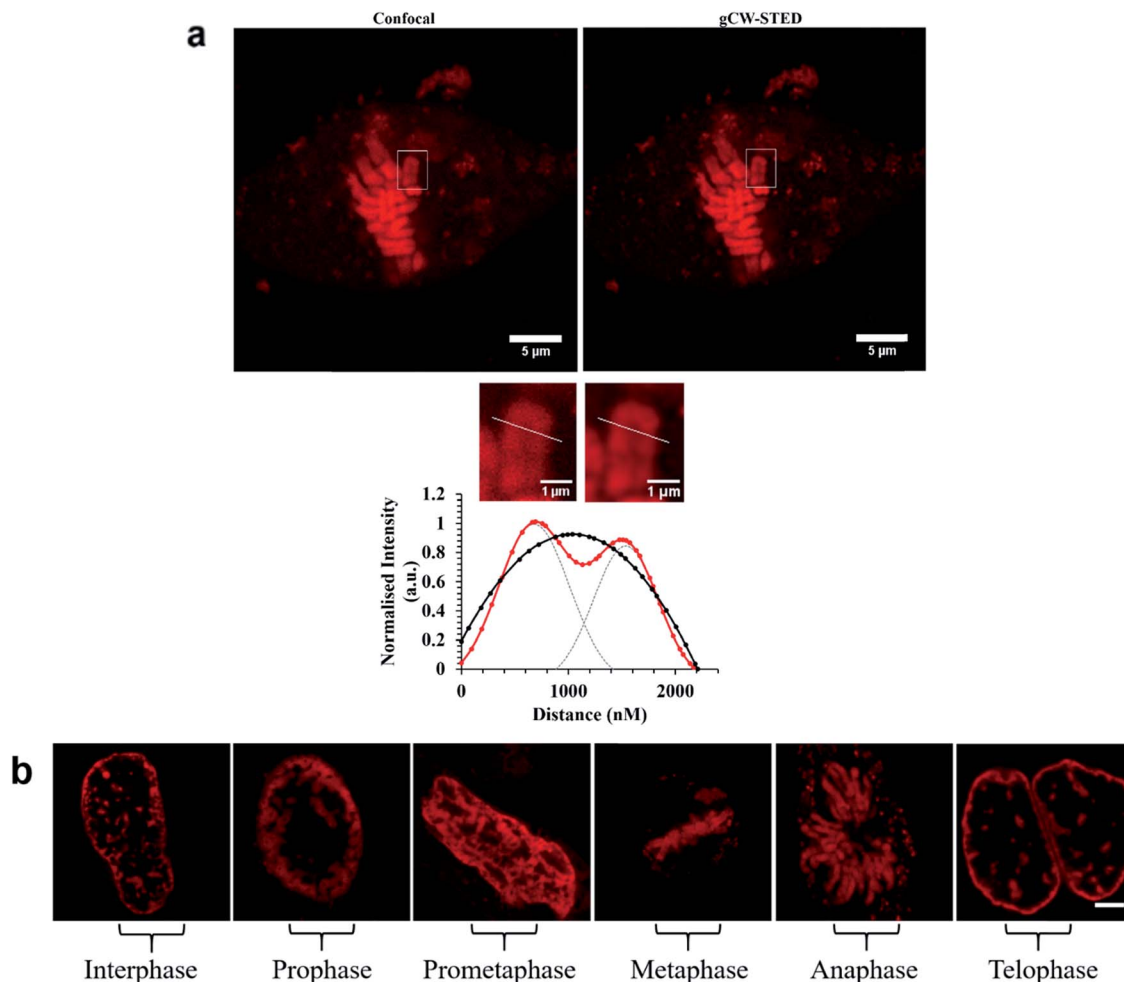 a
Confocal
gCW-STED
5 µm
5 µm
1 µm
1 µm
1.2
1
0.8
0.6
0.4
0.2
0
Normalised Intensity
(a.u.)
0
1000
2000
Distance (nM)
b
Interphase
Prophase
Prometaphase
Metaphase
Anaphase
Telophase